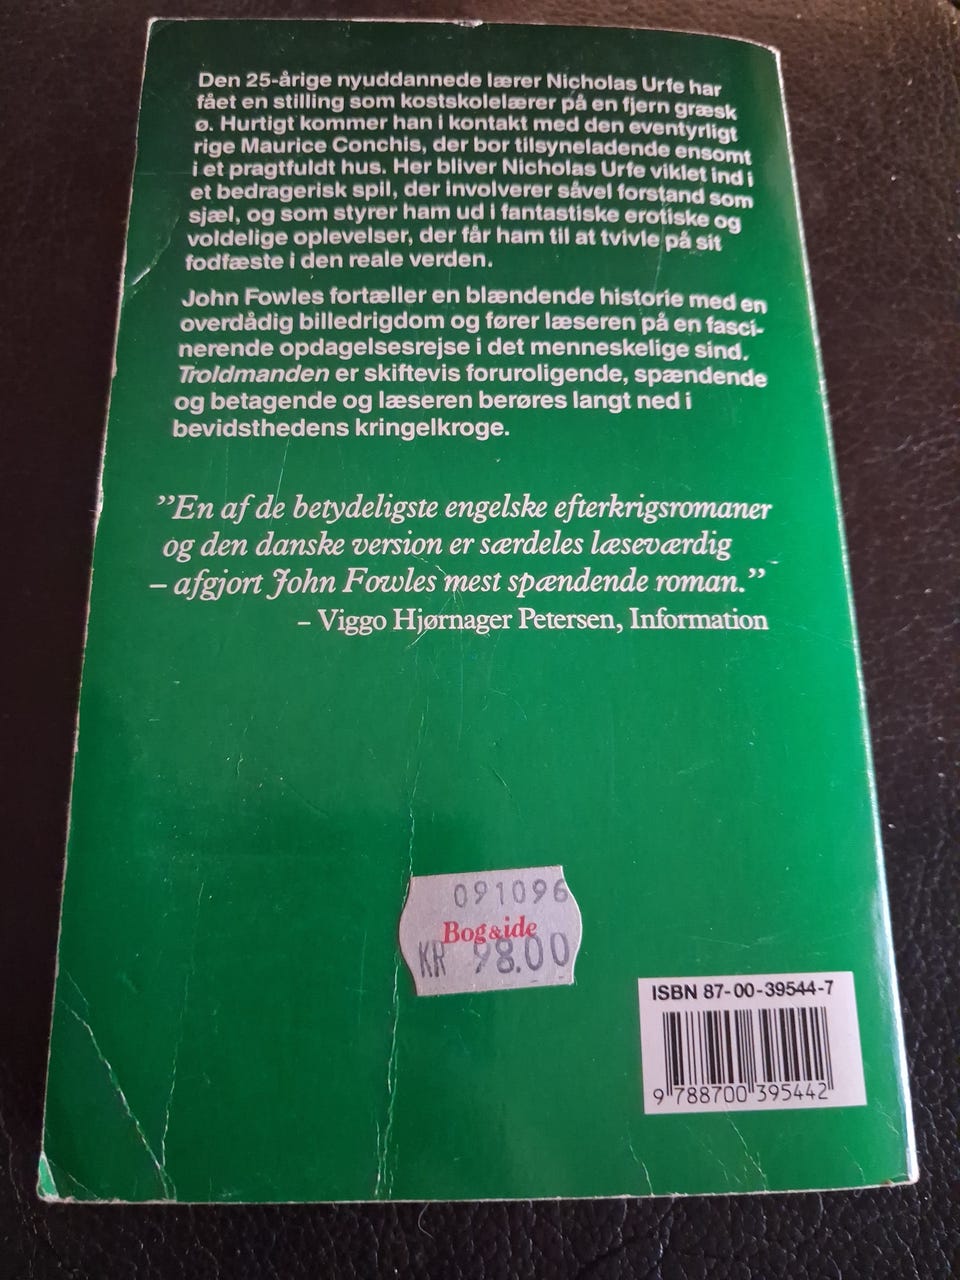 Den 25-årige nyuddannede lærer Nicholas Urfe har
fået en stilling som kostskolelærer på en fjern græsk
ø. Hurtigt kommer han i kontakt med den eventyrligt
rige Maurice Conchis, der bor tilsyneladende ensomt
i et pragtfuldt hus. Her bliver Nicholas Urfe viklet ind i
et bedragerisk spil, der involverer såvel forstand som
sjæl, og som styrer ham ud i fantastiske erotiske og
voldelige oplevelser, der får ham til at tvivle på sit
fodfæste i den reale verden.
John Fowles fortæller en blændende historie med en
overdådig billedrigdom og fører læseren på en fasci-
nerende opdagelsesrejse i det menneskelige sind.
Troldmanden er skiftevis foruroligende, spændende
og betagende og læseren berøres langt ned i
bevidsthedens kringelkroge.
”En af de betydeligste engelske efterkrigsromaner
og den danske version er særdeles læseværdig
– afgjort John Fowles mest spændende roman.”
– Viggo Hjørnager Petersen, Information
091096
Bog&ide
KR 98.00
ISBN 87-00-39544-7
9 788700 395442